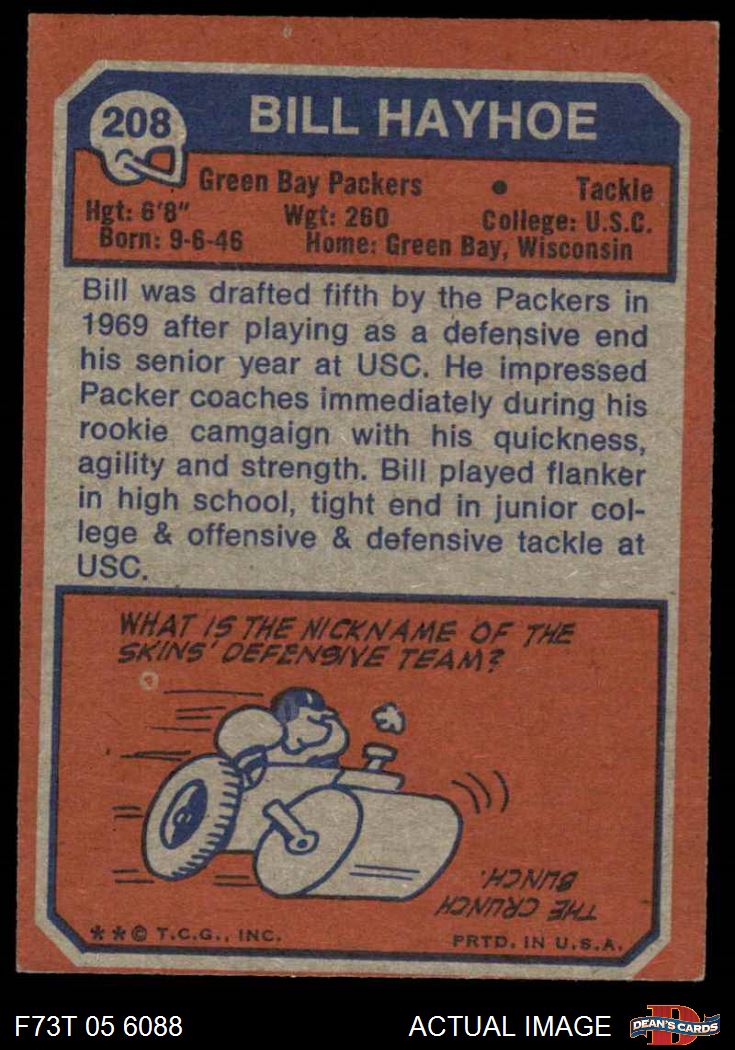 208
BILL HAYHOE
Green Bay Packers • Tackle
Hgt: 6'8" Wgt: 260 College: U.S.C.
Born: 9-6-46 Home: Green Bay, Wisconsin
Bill was drafted fifth by the Packers in
1969 after playing as a defensive end
his senior year at USC. He impressed
Packer coaches immediately during his
rookie camgaign with his quickness,
agility and strength. Bill played flanker
in high school, tight end in junior col-
lege & offensive & defensive tackle at
USC.
WHAT IS THE NICKNAME OF THE
SKINS' DEFENSIVE TEAM?
THE CRUNCH
BUNCH.
**© T.C.G., INC. PRTD. IN U.S.A.
F73T 05 6088 ACTUAL IMAGE
D
DEAN'S CARDS